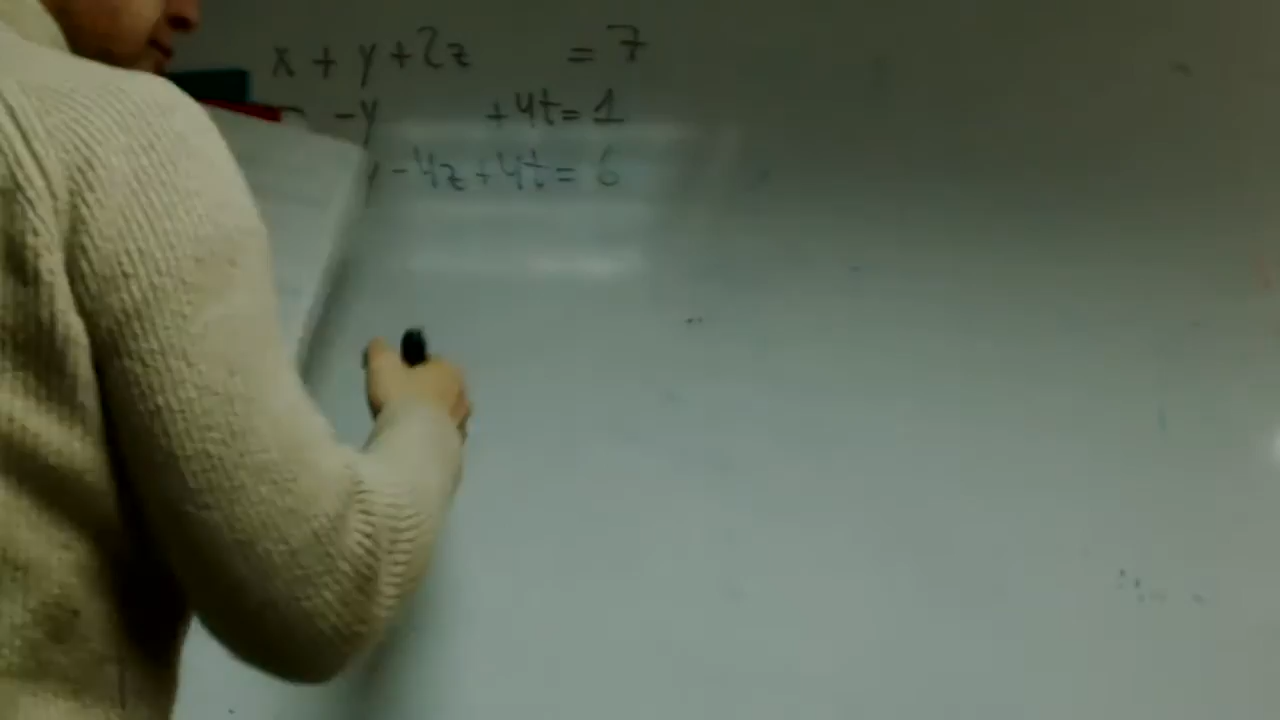 x + y + 2z = 7
-y + 4t = 1
- 4z + 4t = 6